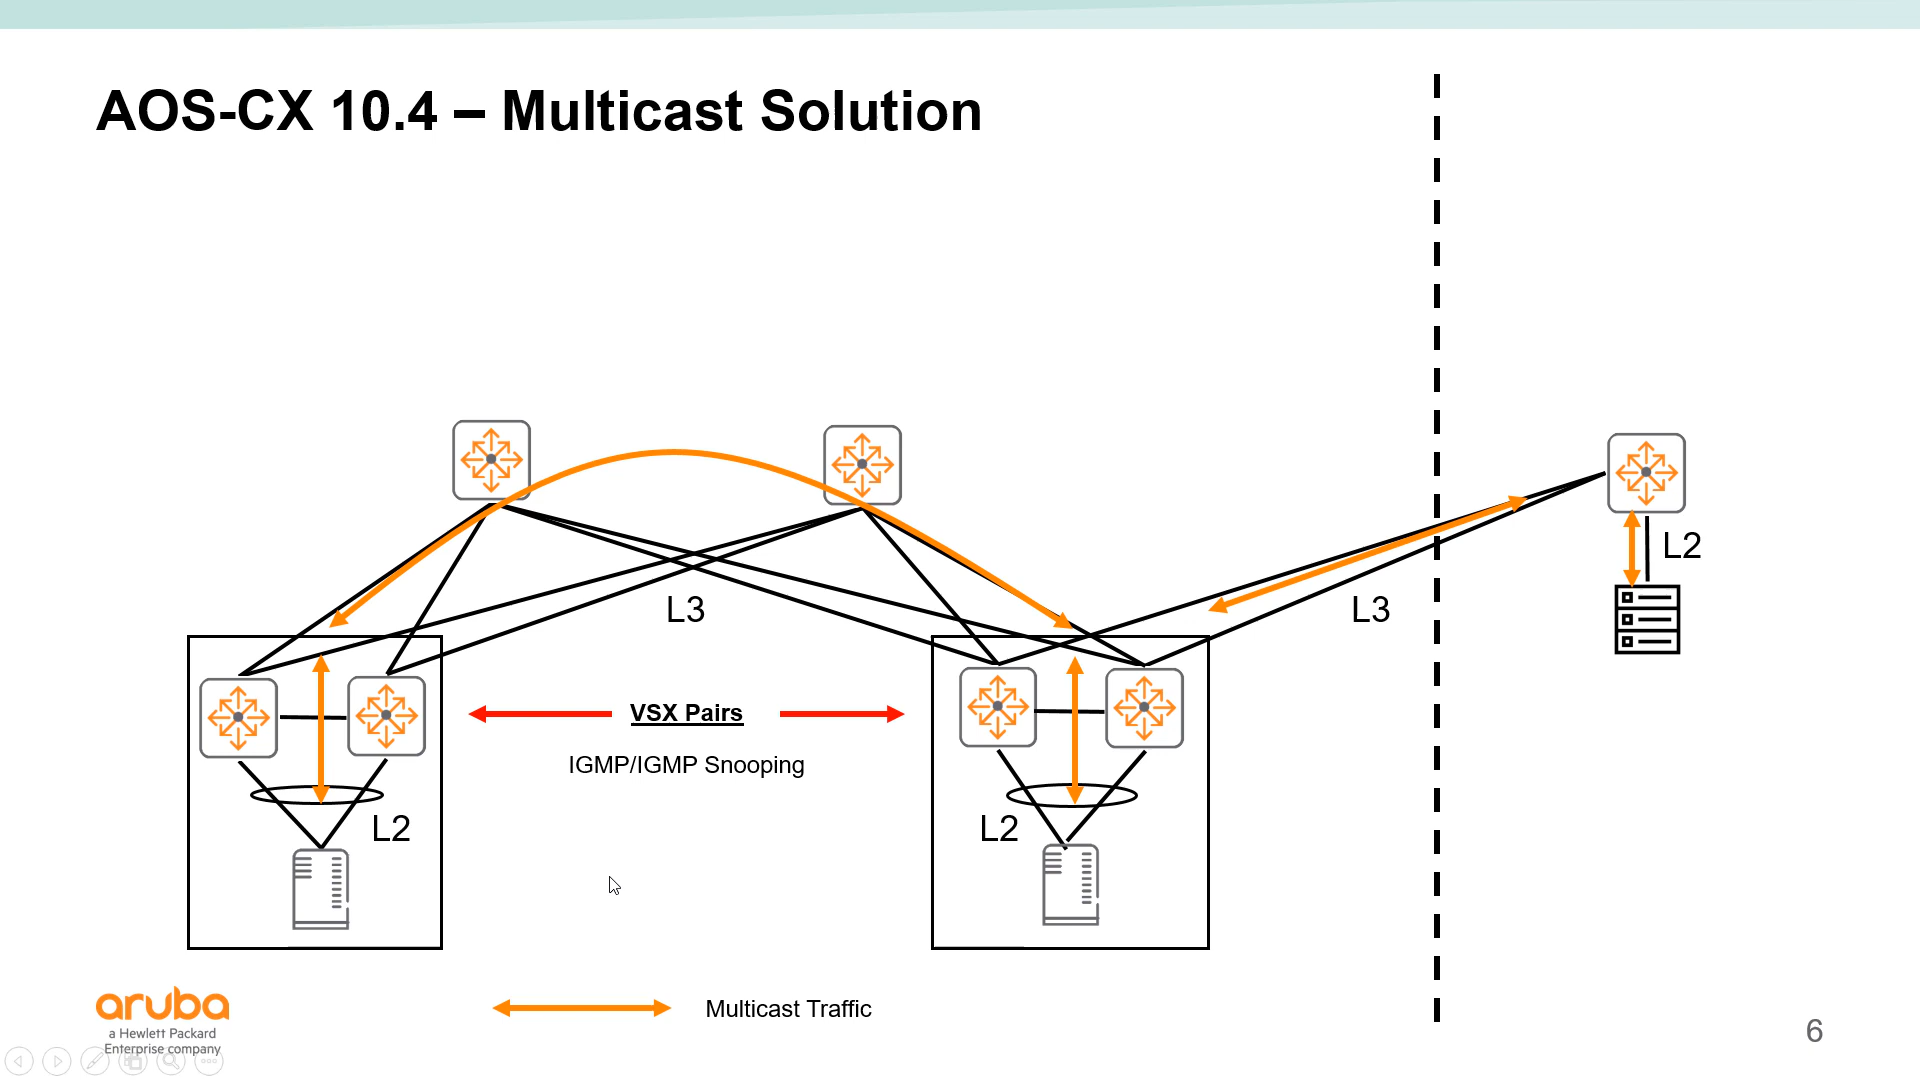 AOS-CX 10.4 – Multicast Solution
L2
L3
L3
VSX Pairs
IGMP/IGMP Snooping
L2
L2
aruba
a Hewlett Packard
Enterprise company
Multicast Traffic
6